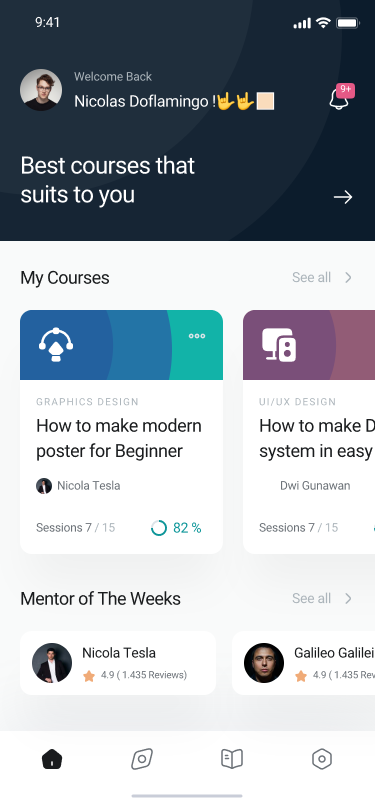 9:41
Welcome Back
Nicolas Doflamingo !🤟🤟🏼
9+
Best courses that
suits to you
My Courses
See all
GRAPHICS DESIGN
How to make modern
poster for Beginner
Nicola Tesla
Sessions 7 / 15
82 %
UI/UX DESIGN
How to make D
system in easy
Dwi Gunawan
Sessions 7 / 15
Mentor of The Weeks
See all
Nicola Tesla
4.9 ( 1.435 Reviews)
Galileo Galilei
4.9 ( 1.435 Rev